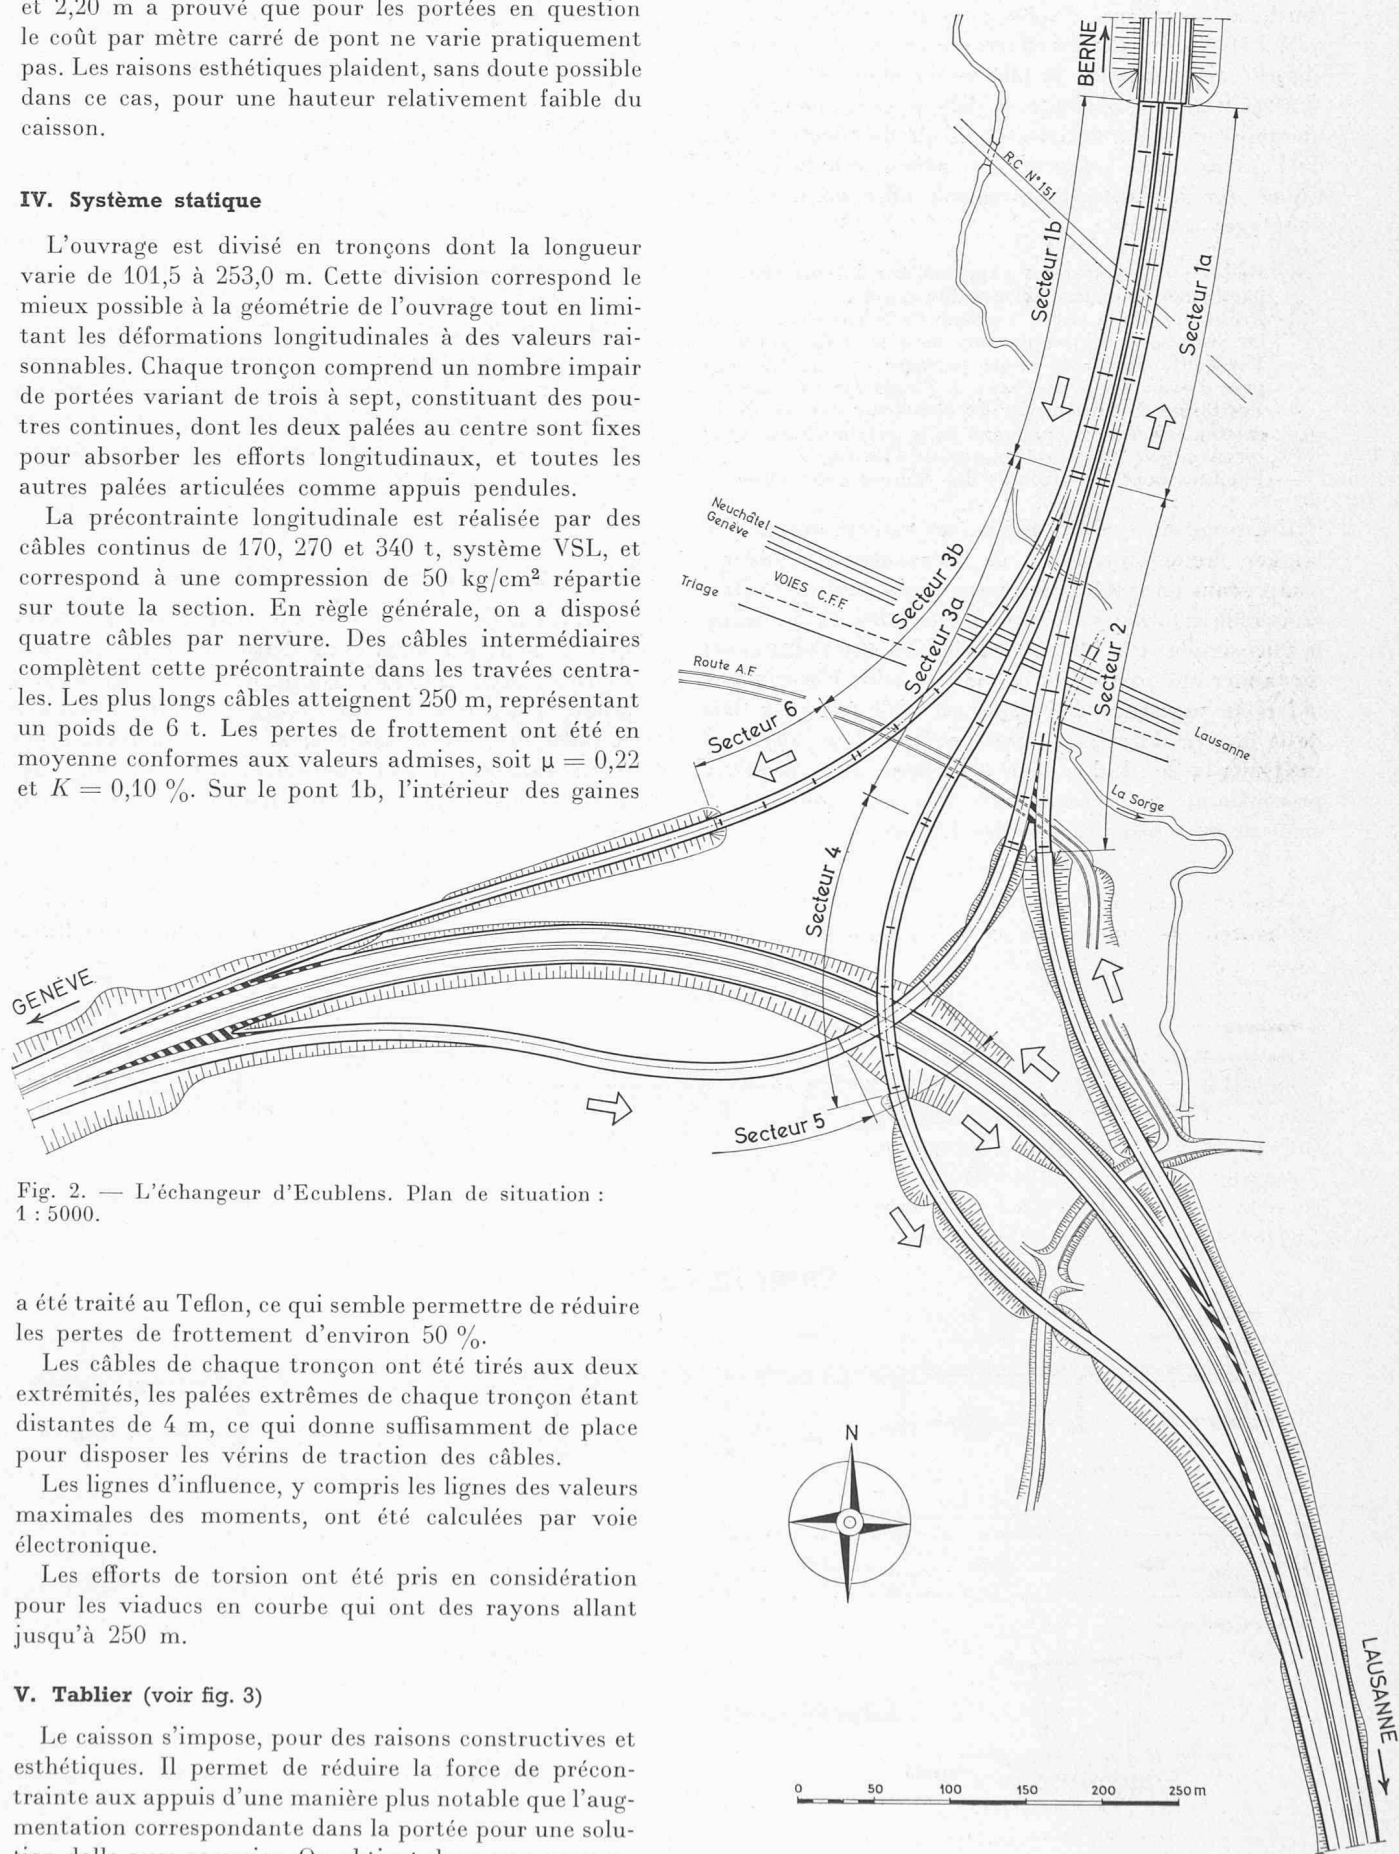 et 2,20 m a prouvé que pour les portées en question
le coût par mètre carré de pont ne varie pratiquement
pas. Les raisons esthétiques plaident, sans doute possible
dans ce cas, pour une hauteur relativement faible du
caisson.
IV. Système statique
L'ouvrage est divisé en tronçons dont la longueur
varie de 101,5 à 253,0 m. Cette division correspond le
mieux possible à la géométrie de l'ouvrage tout en limi-
tant les déformations longitudinales à des valeurs rai-
sonnables. Chaque tronçon comprend un nombre impair
de portées variant de trois à sept, constituant des pou-
tres continues, dont les deux palées au centre sont fixes
pour absorber les efforts longitudinaux, et toutes les
autres palées articulées comme appuis pendules.
La précontrainte longitudinale est réalisée par des
câbles continus de 170, 270 et 340 t, système VSL, et
correspond à une compression de 50 kg/cm² répartie
sur toute la section. En règle générale, on a disposé
quatre câbles par nervure. Des câbles intermédiaires
complètent cette précontrainte dans les travées centra-
les. Les plus longs câbles atteignent 250 m, représentant
un poids de 6 t. Les pertes de frottement ont été en
moyenne conformes aux valeurs admises, soit μ = 0,22
et K = 0,10 %. Sur le pont 1b, l'intérieur des gaines
BERNE
R.C. N° 151
Secteur 1b
Secteur 1a
Neuchâtel
Genève
VOIES C.F.F.
Triage
Secteur 3b
Secteur 3a
Secteur 2
Route A.F.
Secteur 6
Lausanne
La Sorge
Secteur 4
GENÈVE
Secteur 5
Fig. 2. — L'échangeur d'Ecublens. Plan de situation :
1 : 5000.
a été traité au Teflon, ce qui semble permettre de réduire
les pertes de frottement d'environ 50 %.
Les câbles de chaque tronçon ont été tirés aux deux
extrémités, les palées extrêmes de chaque tronçon étant
distantes de 4 m, ce qui donne suffisamment de place
pour disposer les vérins de traction des câbles.
Les lignes d'influence, y compris les lignes des valeurs
maximales des moments, ont été calculées par voie
électronique.
Les efforts de torsion ont été pris en considération
pour les viaducs en courbe qui ont des rayons allant
jusqu'à 250 m.
V. Tablier (voir fig. 3)
Le caisson s'impose, pour des raisons constructives et
esthétiques. Il permet de réduire la force de précon-
trainte aux appuis d'une manière plus notable que l'aug-
mentation correspondante dans la portée pour une solu-
N
LAUSANNE
0 50 100 150 200 250 m